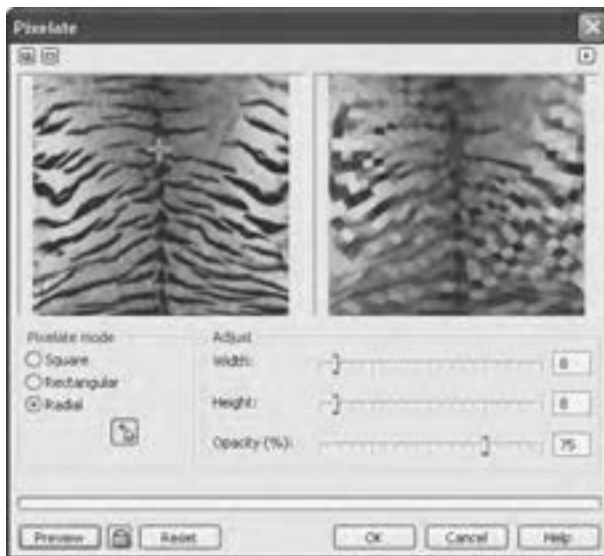 Pixelate
Pixelate mode
Square
Rectangular
Radial
Adjust
Width:
8
Height:
8
Opacity (%):
75
Preview
Reset
OK
Cancel
Help